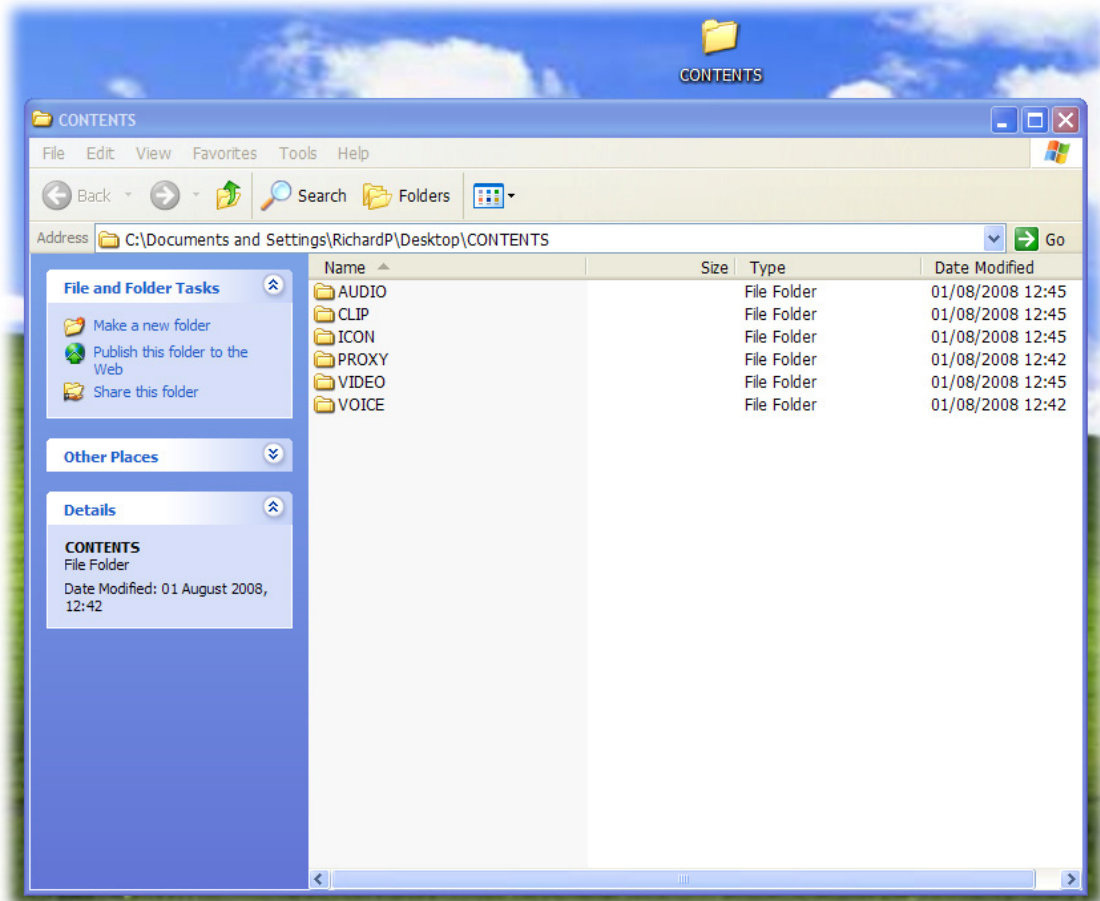 CONTENTS
CONTENTS
File Edit View Favorites Tools Help
Back Search Folders
Address C:\Documents and Settings\RichardP\Desktop\CONTENTS Go
Name Size Type Date Modified
File and Folder Tasks
Make a new folder
Publish this folder to the
Web
Share this folder
Other Places
Details
CONTENTS
File Folder
Date Modified: 01 August 2008,
12:42
AUDIO File Folder 01/08/2008 12:45
CLIP File Folder 01/08/2008 12:45
ICON File Folder 01/08/2008 12:45
PROXY File Folder 01/08/2008 12:42
VIDEO File Folder 01/08/2008 12:45
VOICE File Folder 01/08/2008 12:42